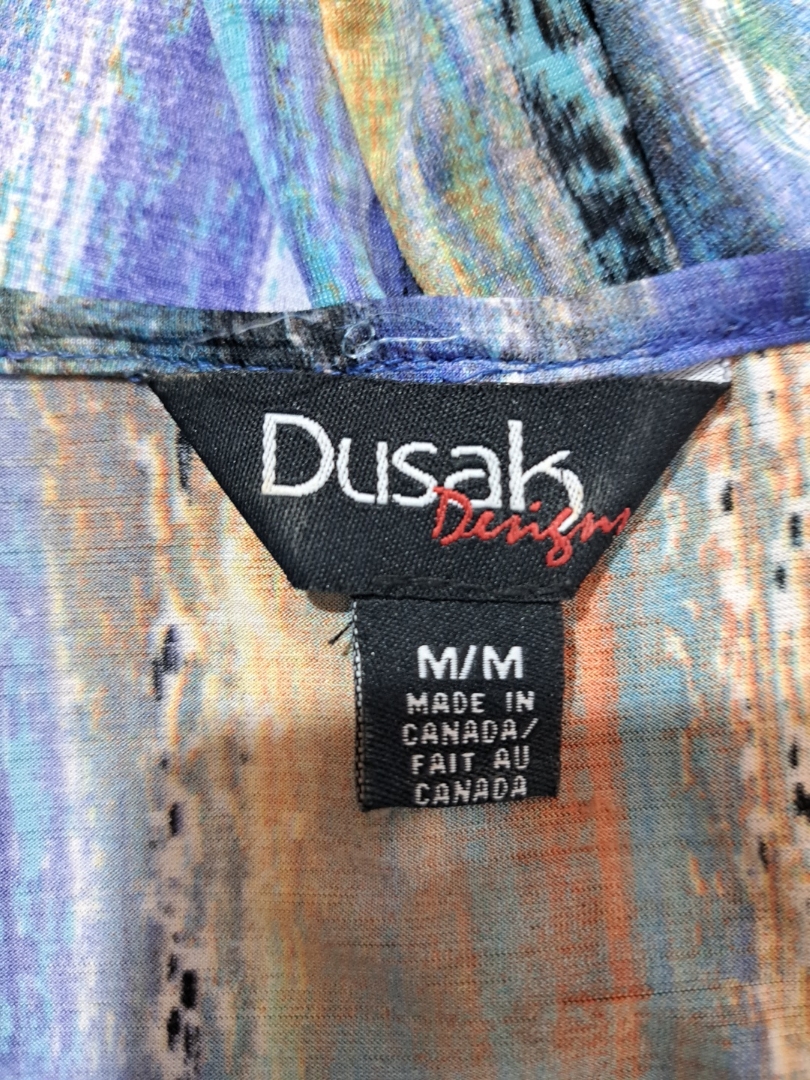 Dusak
Designs
M/M
MADE IN
CANADA/
FAIT AU
CANADA